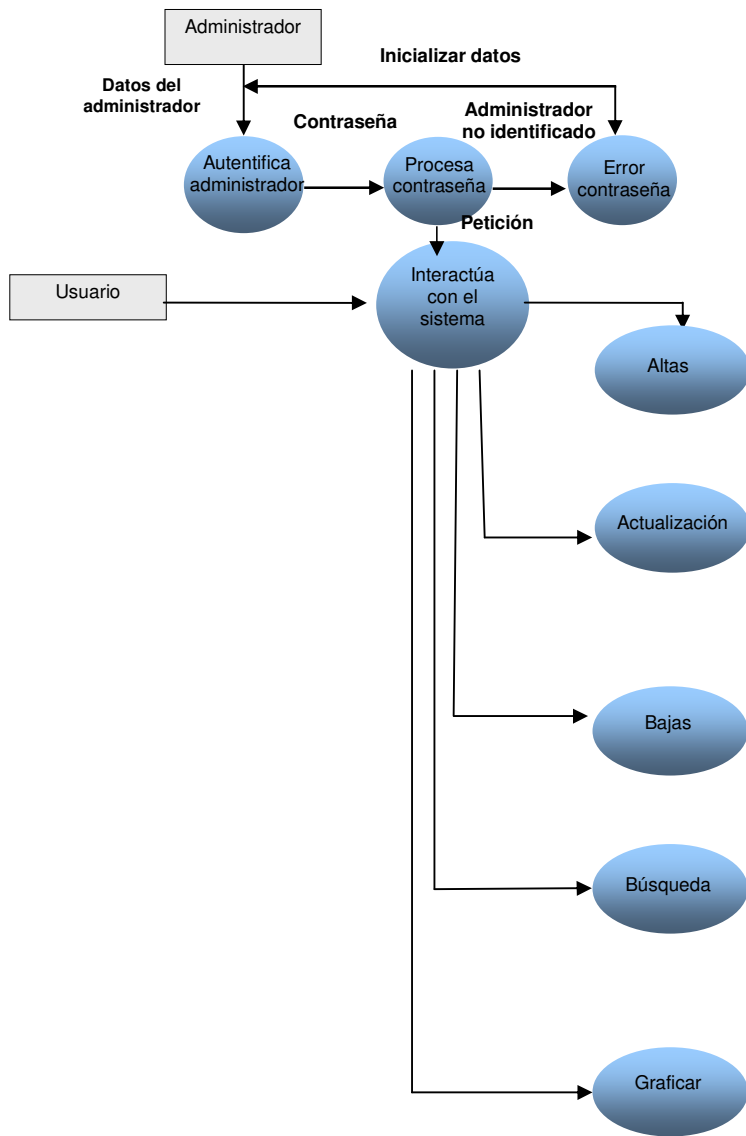 Administrador
Inicializar datos
Datos del
administrador
Contraseña
Administrador
no identificado
Autentifica
administrador
Procesa
contraseña
Error
contraseña
Petición
Usuario
Interactúa
con el
sistema
Altas
Actualización
Bajas
Búsqueda
Graficar